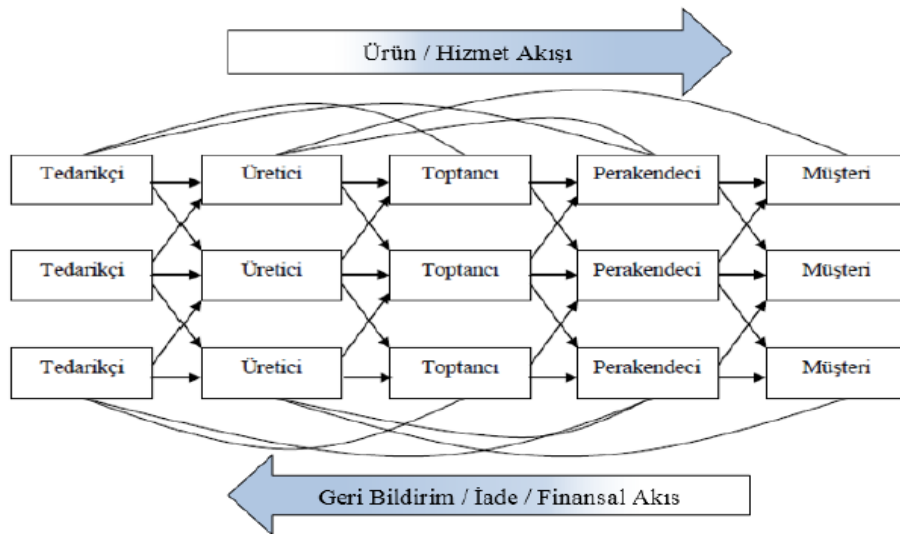 Ürün / Hizmet Akışı
Tedarikçi Üretici Toptancı Perakendeci Müşteri
Tedarikçi Üretici Toptancı Perakendeci Müşteri
Tedarikçi Üretici Toptancı Perakendeci Müşteri
Geri Bildirim / İade / Finansal Akıs